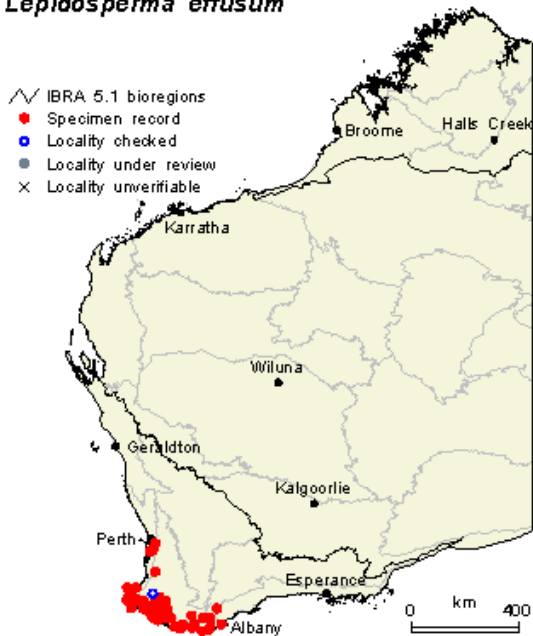 Lepidosperma effusum
IBRA 5.1 bioregions
Specimen record
Locality checked
Locality under review
Locality unverifiable
Broome
Halls Creek
Karratha
Wiluna
Geraldton
Kalgoorlie
Perth
Esperance
Albany
km
0 400